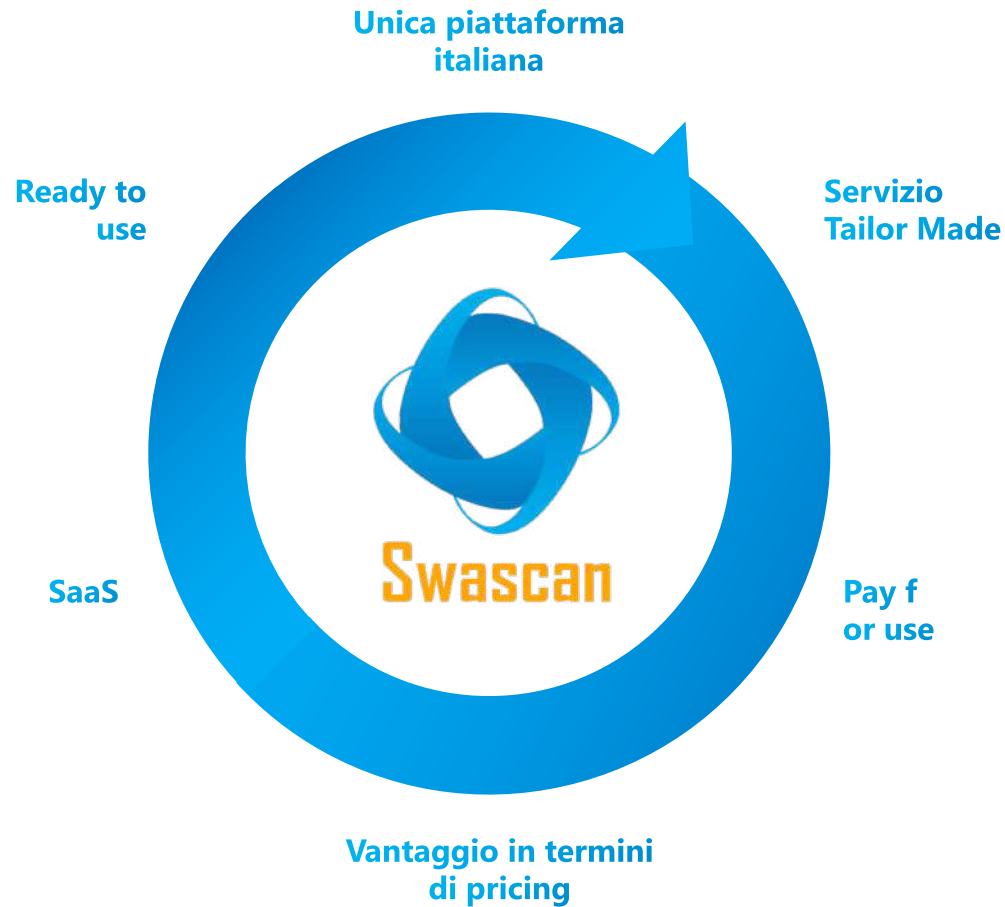 Unica piattaforma
italiana
Ready to
use
Servizio
Tailor Made
Swascan
SaaS
Pay f
or use
Vantaggio in termini
di pricing